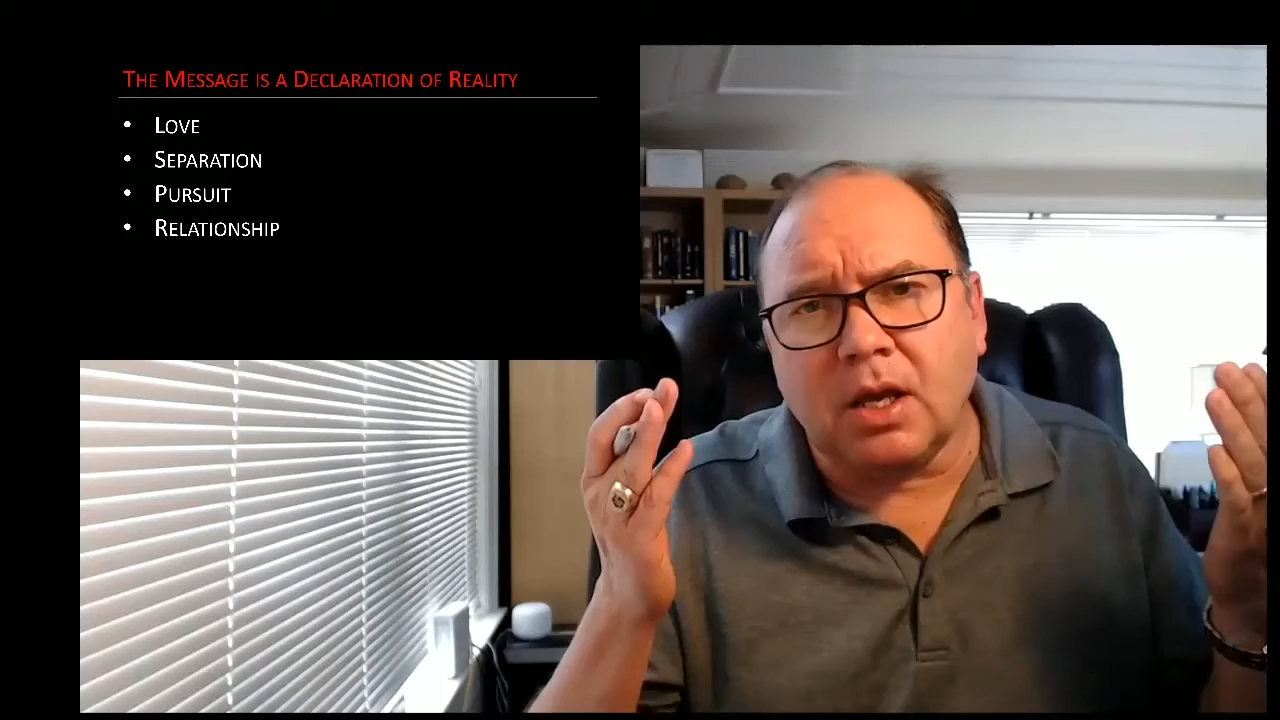 The Message is a Declaration of Reality
• Love
• Separation
• Pursuit
• Relationship